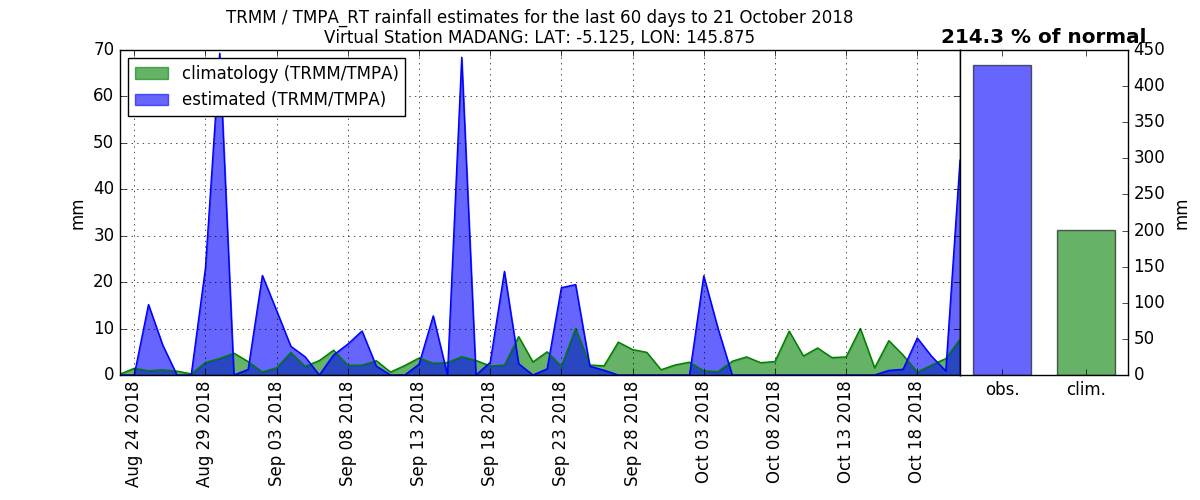 TRMM / TMPA_RT rainfall estimates for the last 60 days to 21 October 2018
Virtual Station MADANG: LAT: -5.125, LON: 145.875
214.3 % of normal
climatology (TRMM/TMPA)
estimated (TRMM/TMPA)
mm
70
60
50
40
30
20
10
0
Aug 24 2018
Aug 29 2018
Sep 03 2018
Sep 08 2018
Sep 13 2018
Sep 18 2018
Sep 23 2018
Sep 28 2018
Oct 03 2018
Oct 08 2018
Oct 13 2018
Oct 18 2018
obs.
clim.
450
400
350
300
250
200
150
100
50
0
mm